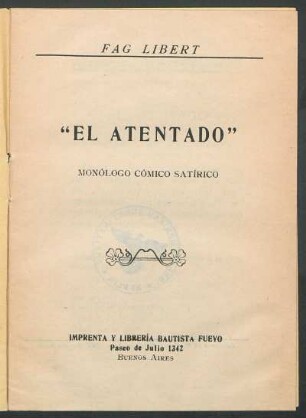 FAG LIBERT
"EL ATENTADO"
MONÓLOGO CÓMICO SATÍRICO
IMPRENTA Y LIBRERÍA BAUTISTA FUEYO
Paseo de Julio 1342
BUENOS AIRES